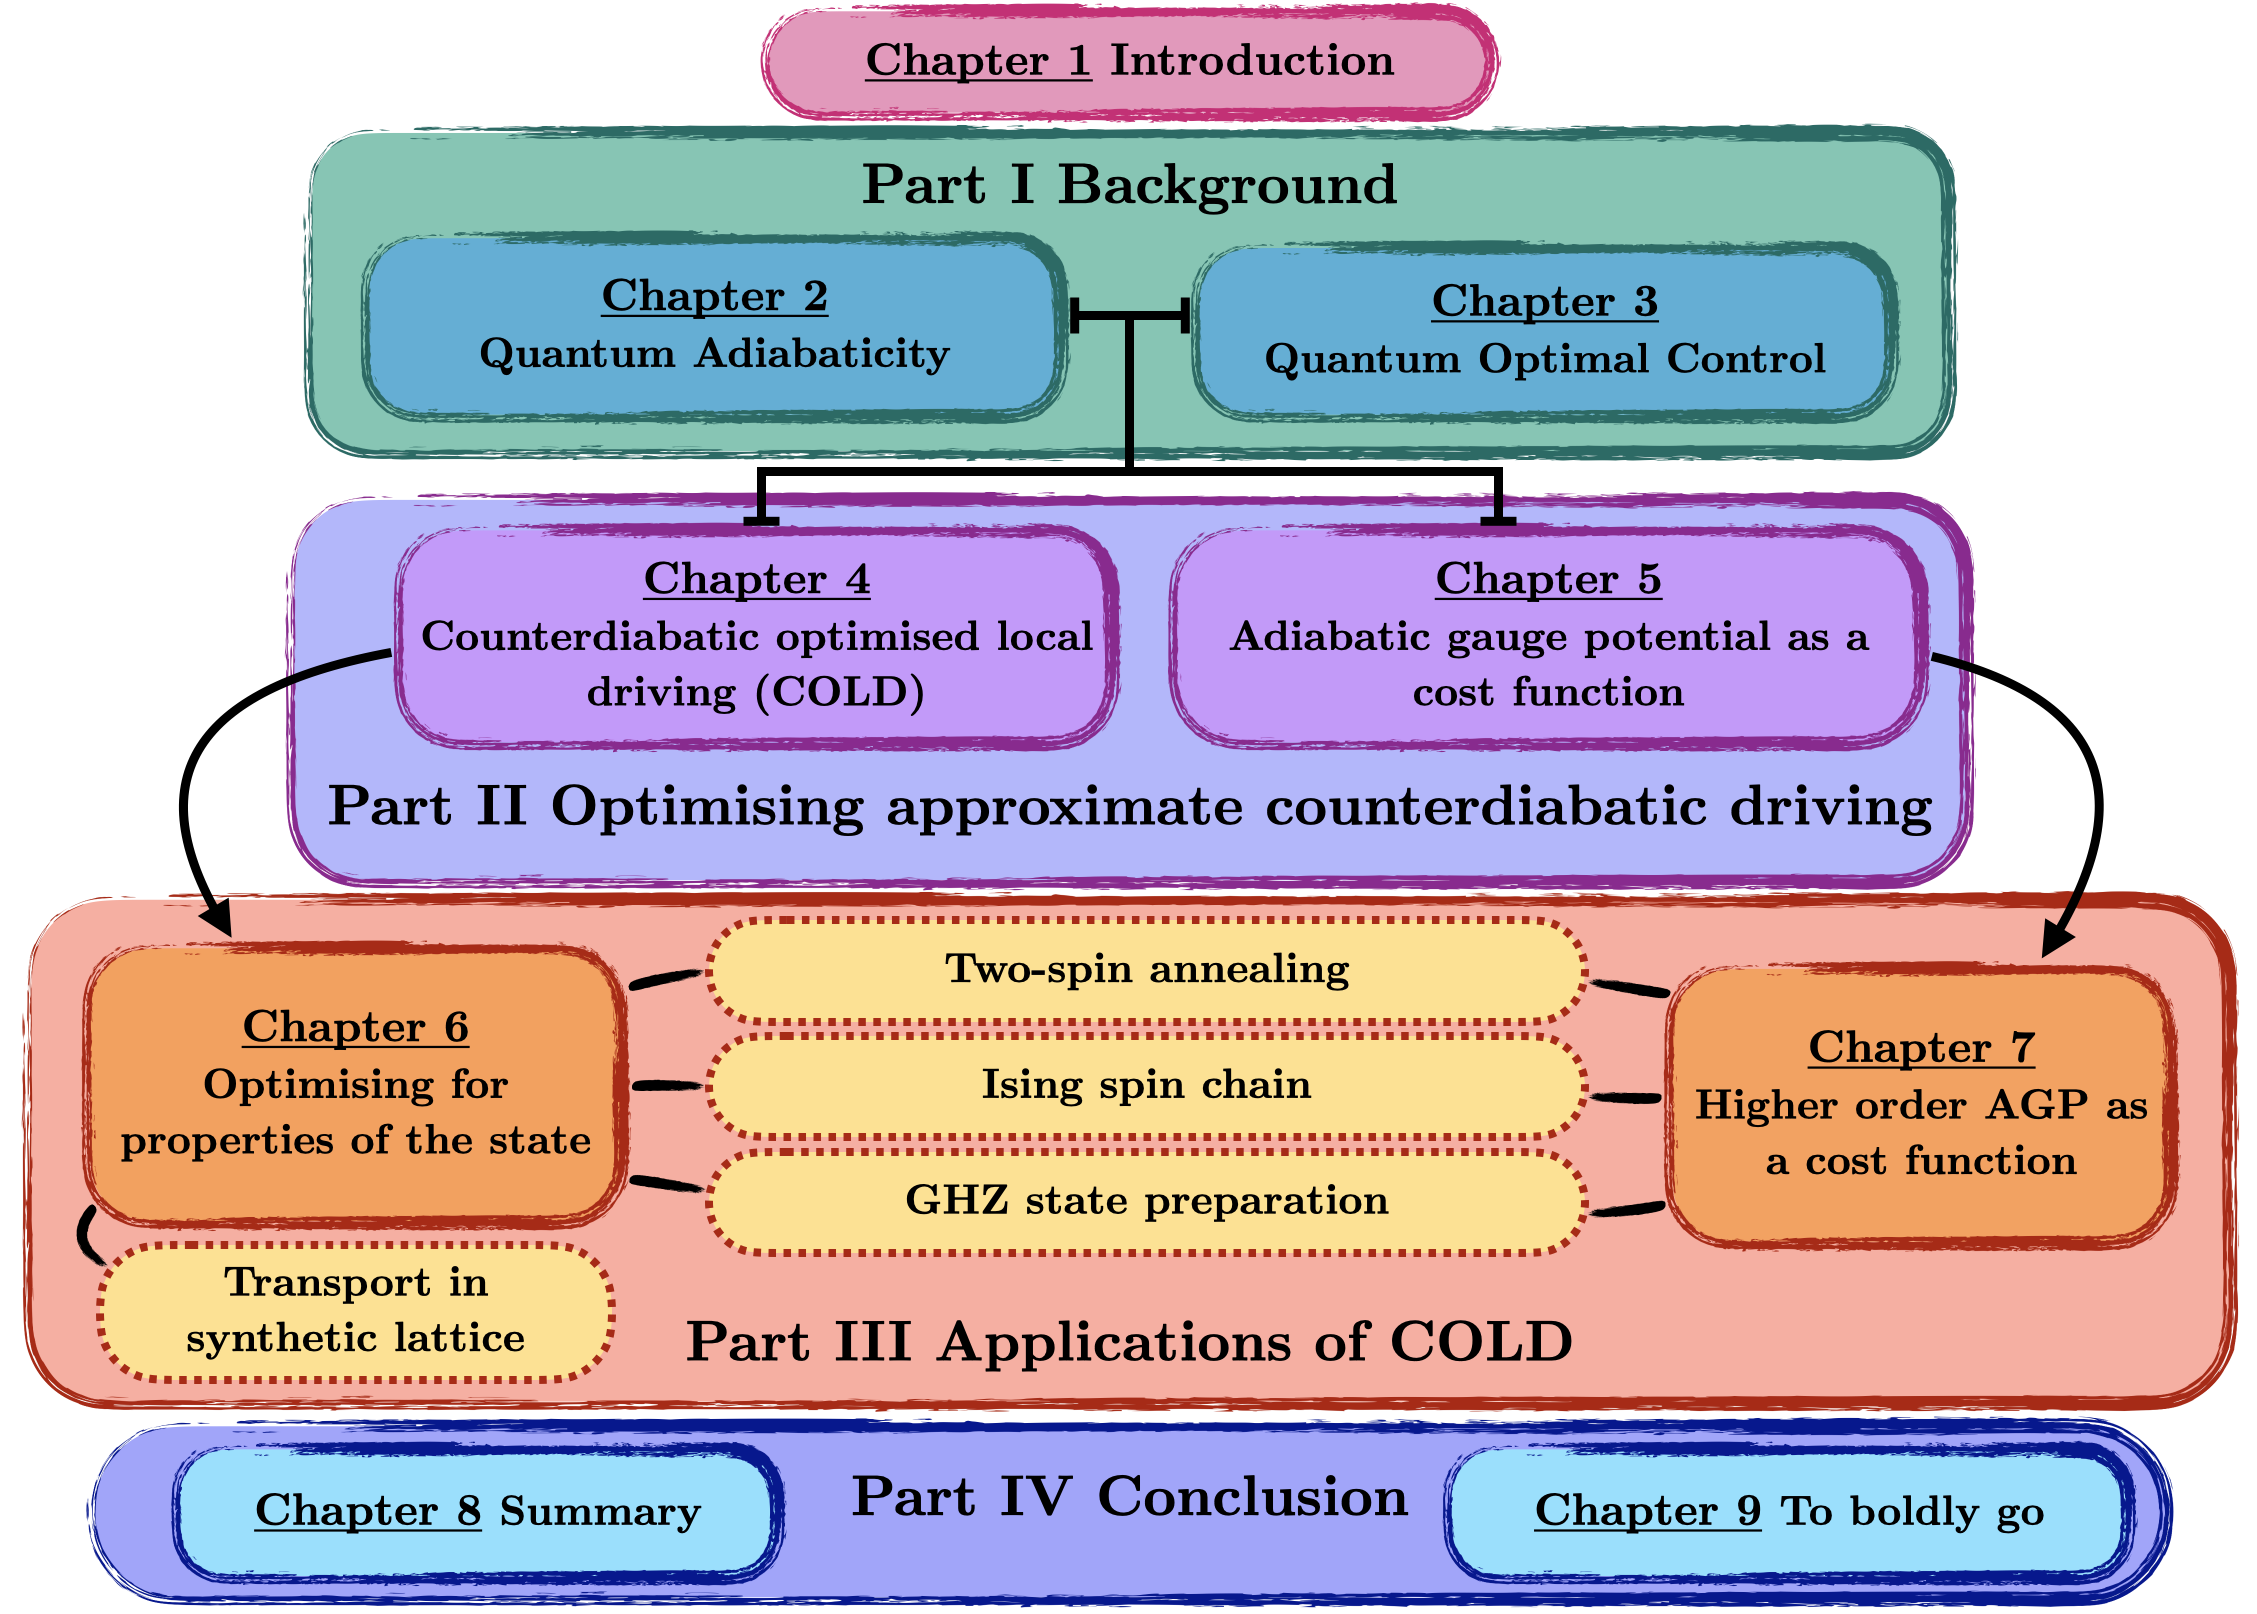 Chapter 1 Introduction
Part I Background
Chapter 2
Quantum Adiabaticity
Chapter 3
Quantum Optimal Control
Chapter 4
Counterdiabatic optimised local
driving (COLD)
Chapter 5
Adiabatic gauge potential as a
cost function
Part II Optimising approximate counterdiabatic driving
Chapter 6
Optimising for
properties of the state
Two-spin annealing
Ising spin chain
GHZ state preparation
Chapter 7
Higher order AGP as
a cost function
Transport in
synthetic lattice
Part III Applications of COLD
Chapter 8 Summary
Part IV Conclusion
Chapter 9 To boldly go